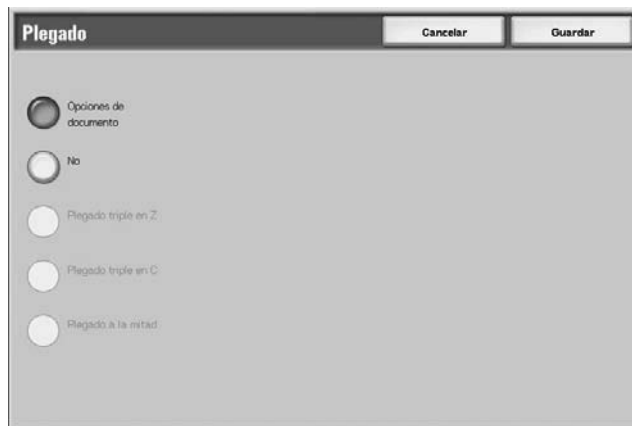 Plegado
Cancelar
Guardar
Opciones de
documento
No
Plegado triple en Z
Plegado triple en C
Plegado a la mitad